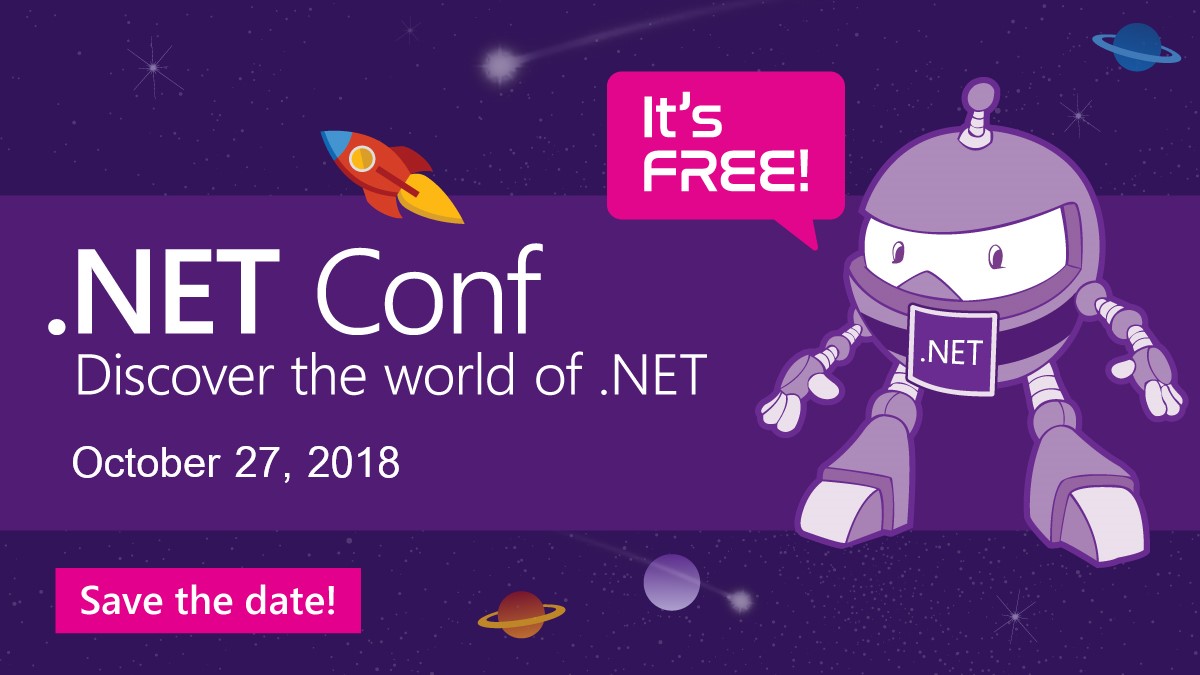 It's
FREE!
.NET Conf
Discover the world of .NET
.NET
October 27, 2018
Save the date!